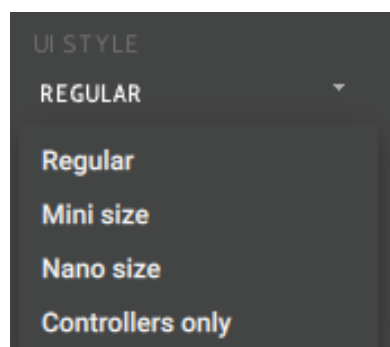 UI STYLE
REGULAR
Regular
Mini size
Nano size
Controllers only